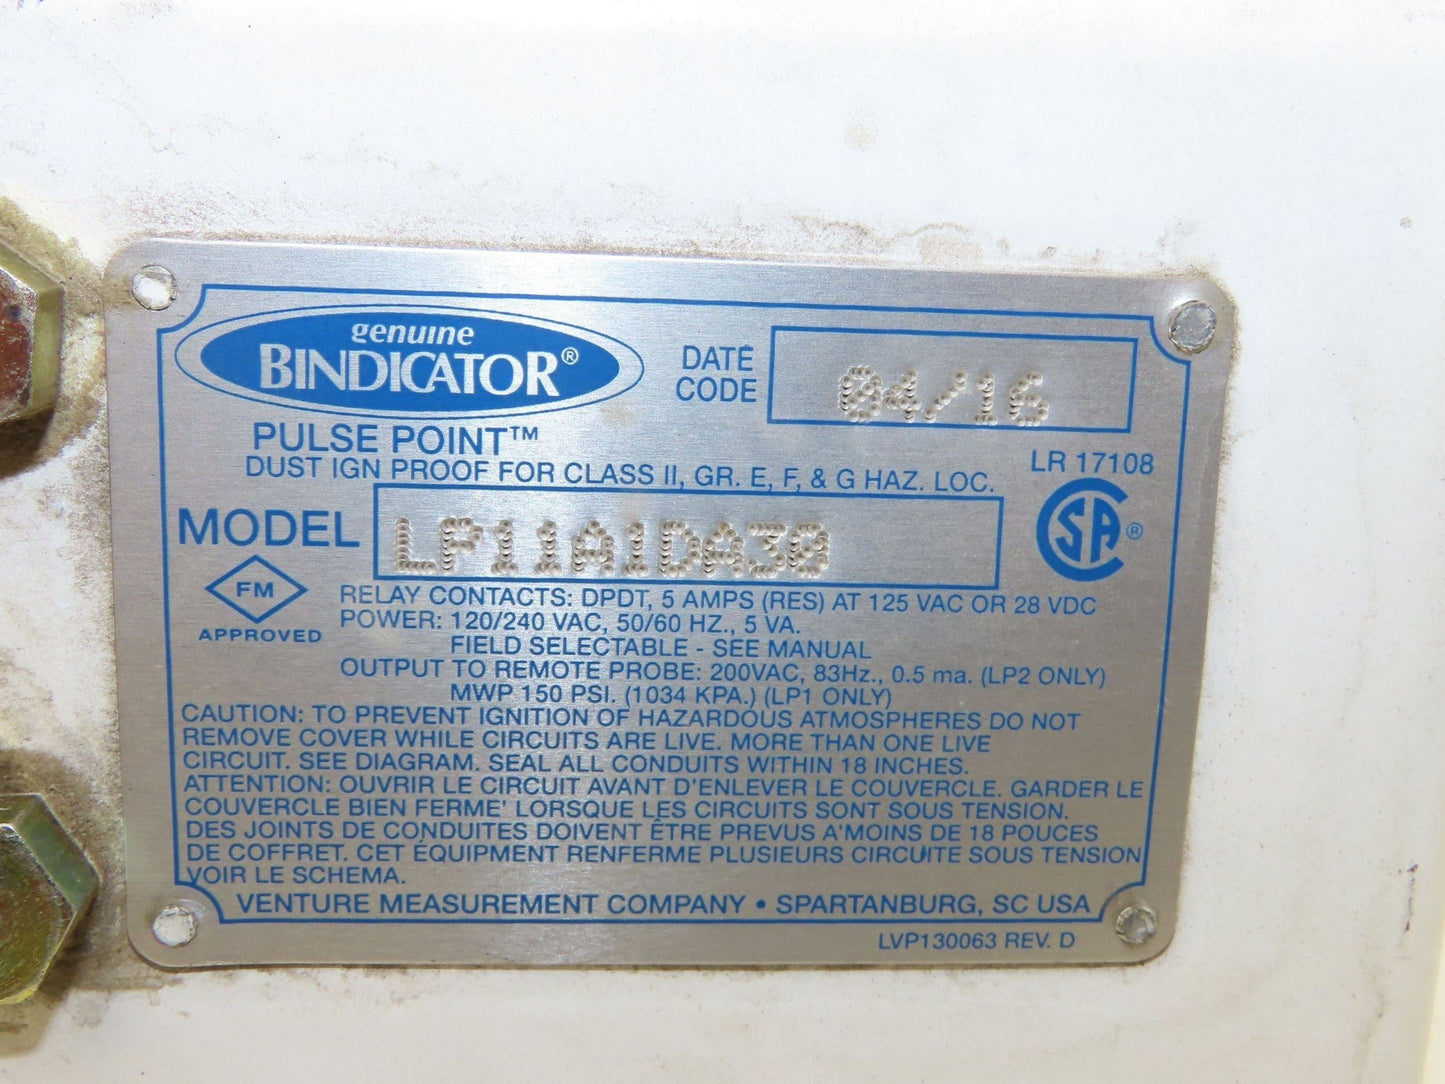 genuine
BINDICATOR®
DATE CODE 04/16
PULSE POINT™
DUST IGN PROOF FOR CLASS II, GR. E, F, & G HAZ. LOC.
LR 17108
MODEL LP11A1DA30
SA®
FM
APPROVED
RELAY CONTACTS: DPDT, 5 AMPS (RES) AT 125 VAC OR 28 VDC
POWER: 120/240 VAC, 50/60 HZ., 5 VA.
FIELD SELECTABLE - SEE MANUAL
OUTPUT TO REMOTE PROBE: 200VAC, 83Hz., 0.5 ma. (LP2 ONLY)
MWP 150 PSI. (1034 KPA.) (LP1 ONLY)
CAUTION: TO PREVENT IGNITION OF HAZARDOUS ATMOSPHERES DO NOT
REMOVE COVER WHILE CIRCUITS ARE LIVE. MORE THAN ONE LIVE
CIRCUIT. SEE DIAGRAM. SEAL ALL CONDUITS WITHIN 18 INCHES.
ATTENTION: OUVRIR LE CIRCUIT AVANT D'ENLEVER LE COUVERCLE. GARDER LE
COUVERCLE BIEN FERME' LORSQUE LES CIRCUITS SONT SOUS TENSION.
DES JOINTS DE CONDUITES DOIVENT ÊTRE PREVUS A'MOINS DE 18 POUCES
DE COFFRET. CET EQUIPMENT RENFERME PLUSIEURS CIRCUITE SOUS TENSION
VOIR LE SCHEMA.
VENTURE MEASUREMENT COMPANY • SPARTANBURG, SC USA
LVP130063 REV. D